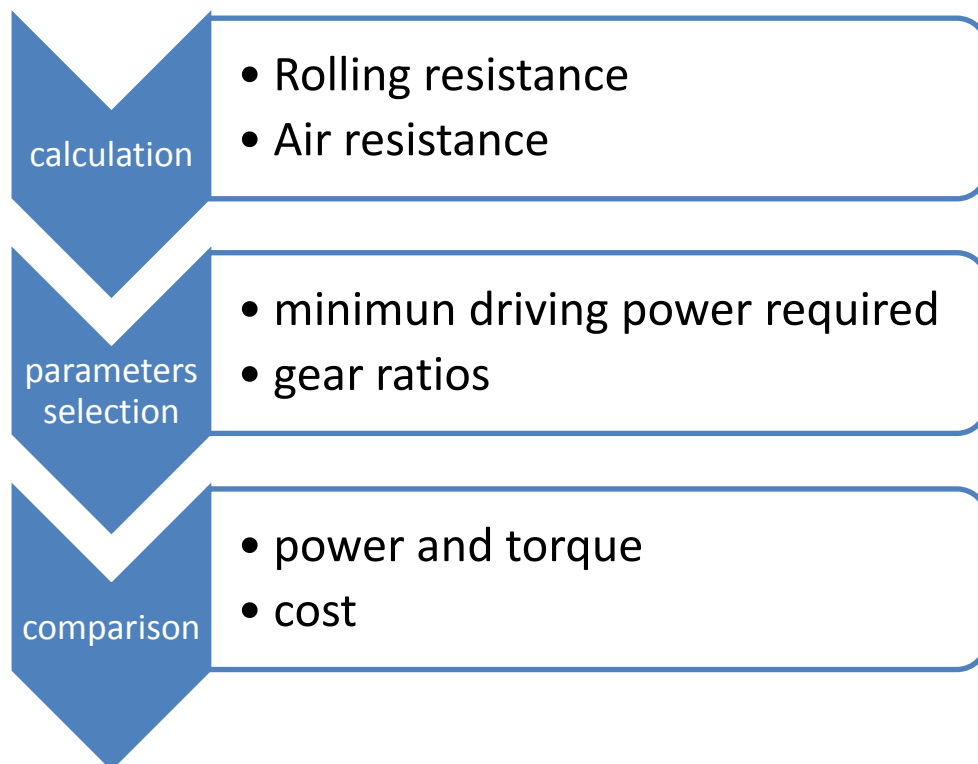 calculation
• Rolling resistance
• Air resistance
parameters
selection
• minimun driving power required
• gear ratios
comparison
• power and torque
• cost